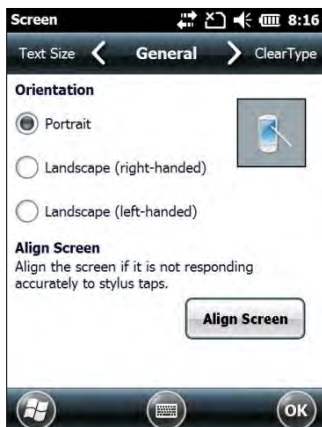 Screen 8:16
Text Size General ClearType
Orientation
Portrait
Landscape (right-handed)
Landscape (left-handed)
Align Screen
Align the screen if it is not responding
accurately to stylus taps.
Align Screen
OK